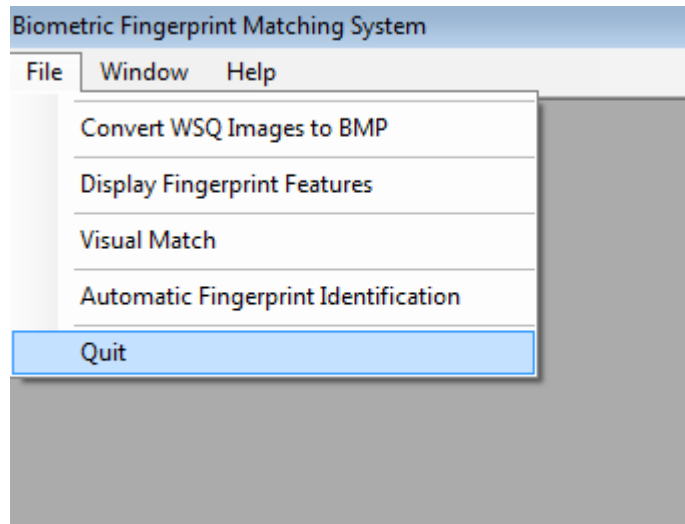 Biometric Fingerprint Matching System
File Window Help
Convert WSQ Images to BMP
Display Fingerprint Features
Visual Match
Automatic Fingerprint Identification
Quit